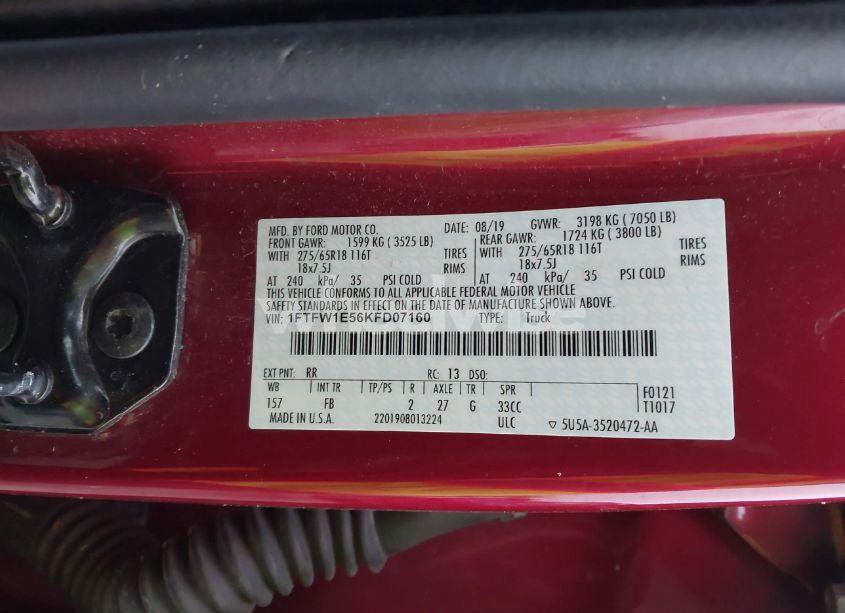 MFD. BY FORD MOTOR CO. DATE: 08/19 GVWR: 3198 KG ( 7050 LB)
FRONT GAWR: 1599 KG ( 3525 LB) REAR GAWR: 1724 KG ( 3800 LB)
WITH 275/65R18 116T TIRES WITH 275/65R18 116T TIRES
18x7.5J RIMS 18x7.5J RIMS
AT 240 kPa/ 35 PSI COLD AT 240 kPa/ 35 PSI COLD
THIS VEHICLE CONFORMS TO ALL APPLICABLE FEDERAL MOTOR VEHICLE
SAFETY STANDARDS IN EFFECT ON THE DATE OF MANUFACTURE SHOWN ABOVE.
VIN: 1FTFW1E56KFD07160 TYPE: Truck
EXT PNT: RR RC: 13 DSO:
WB INT TR TP/PS R AXLE TR SPR F0121
157 FB 2 27 G 33CC T1017
MADE IN U.S.A. 2201908013224 ULC ▽ 5U5A-3520472-AA